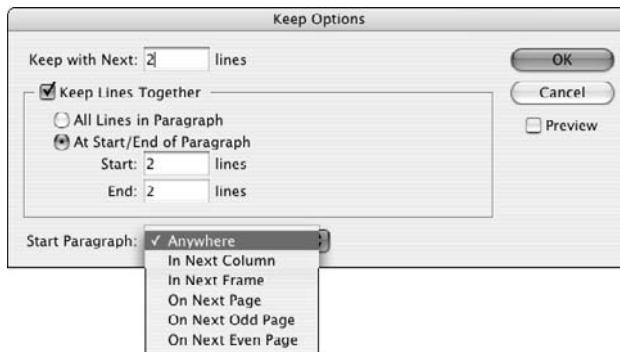 Keep Options
Keep with Next: 2 lines
OK
Keep Lines Together
Cancel
All Lines in Paragraph
Preview
At Start/End of Paragraph
Start: 2 lines
End: 2 lines
Start Paragraph: ✓ Anywhere
In Next Column
In Next Frame
On Next Page
On Next Odd Page
On Next Even Page